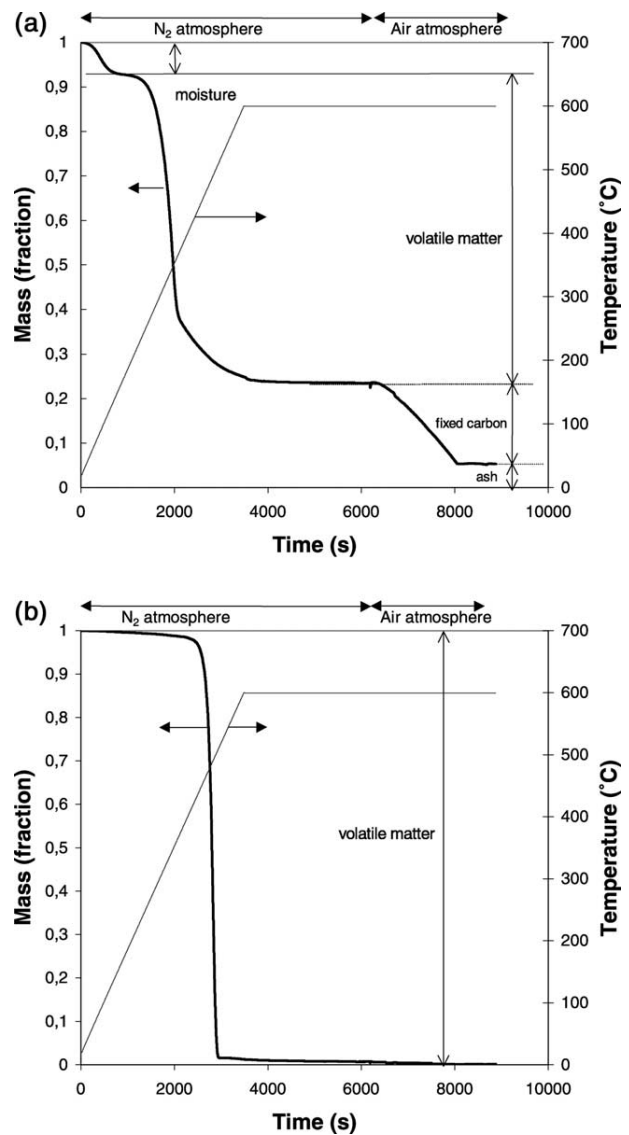 (a)
N₂ atmosphere Air atmosphere
1 700
0,9
moisture
600
0,8
0,7 500
0,6
volatile matter
400
0,5
0,4 300
0,3
200
0,2
fixed carbon
100
0,1
ash
0 0
0 2000 4000 6000 8000 10000
Mass (fraction)
Temperature (˚C)
Time (s)
(b)
N₂ atmosphere Air atmosphere
1 700
0,9
600
0,8
0,7 500
0,6
400
0,5
volatile matter
0,4 300
0,3
200
0,2
100
0,1
0 0
0 2000 4000 6000 8000 10000
Mass (fraction)
Temperature (˚C)
Time (s)